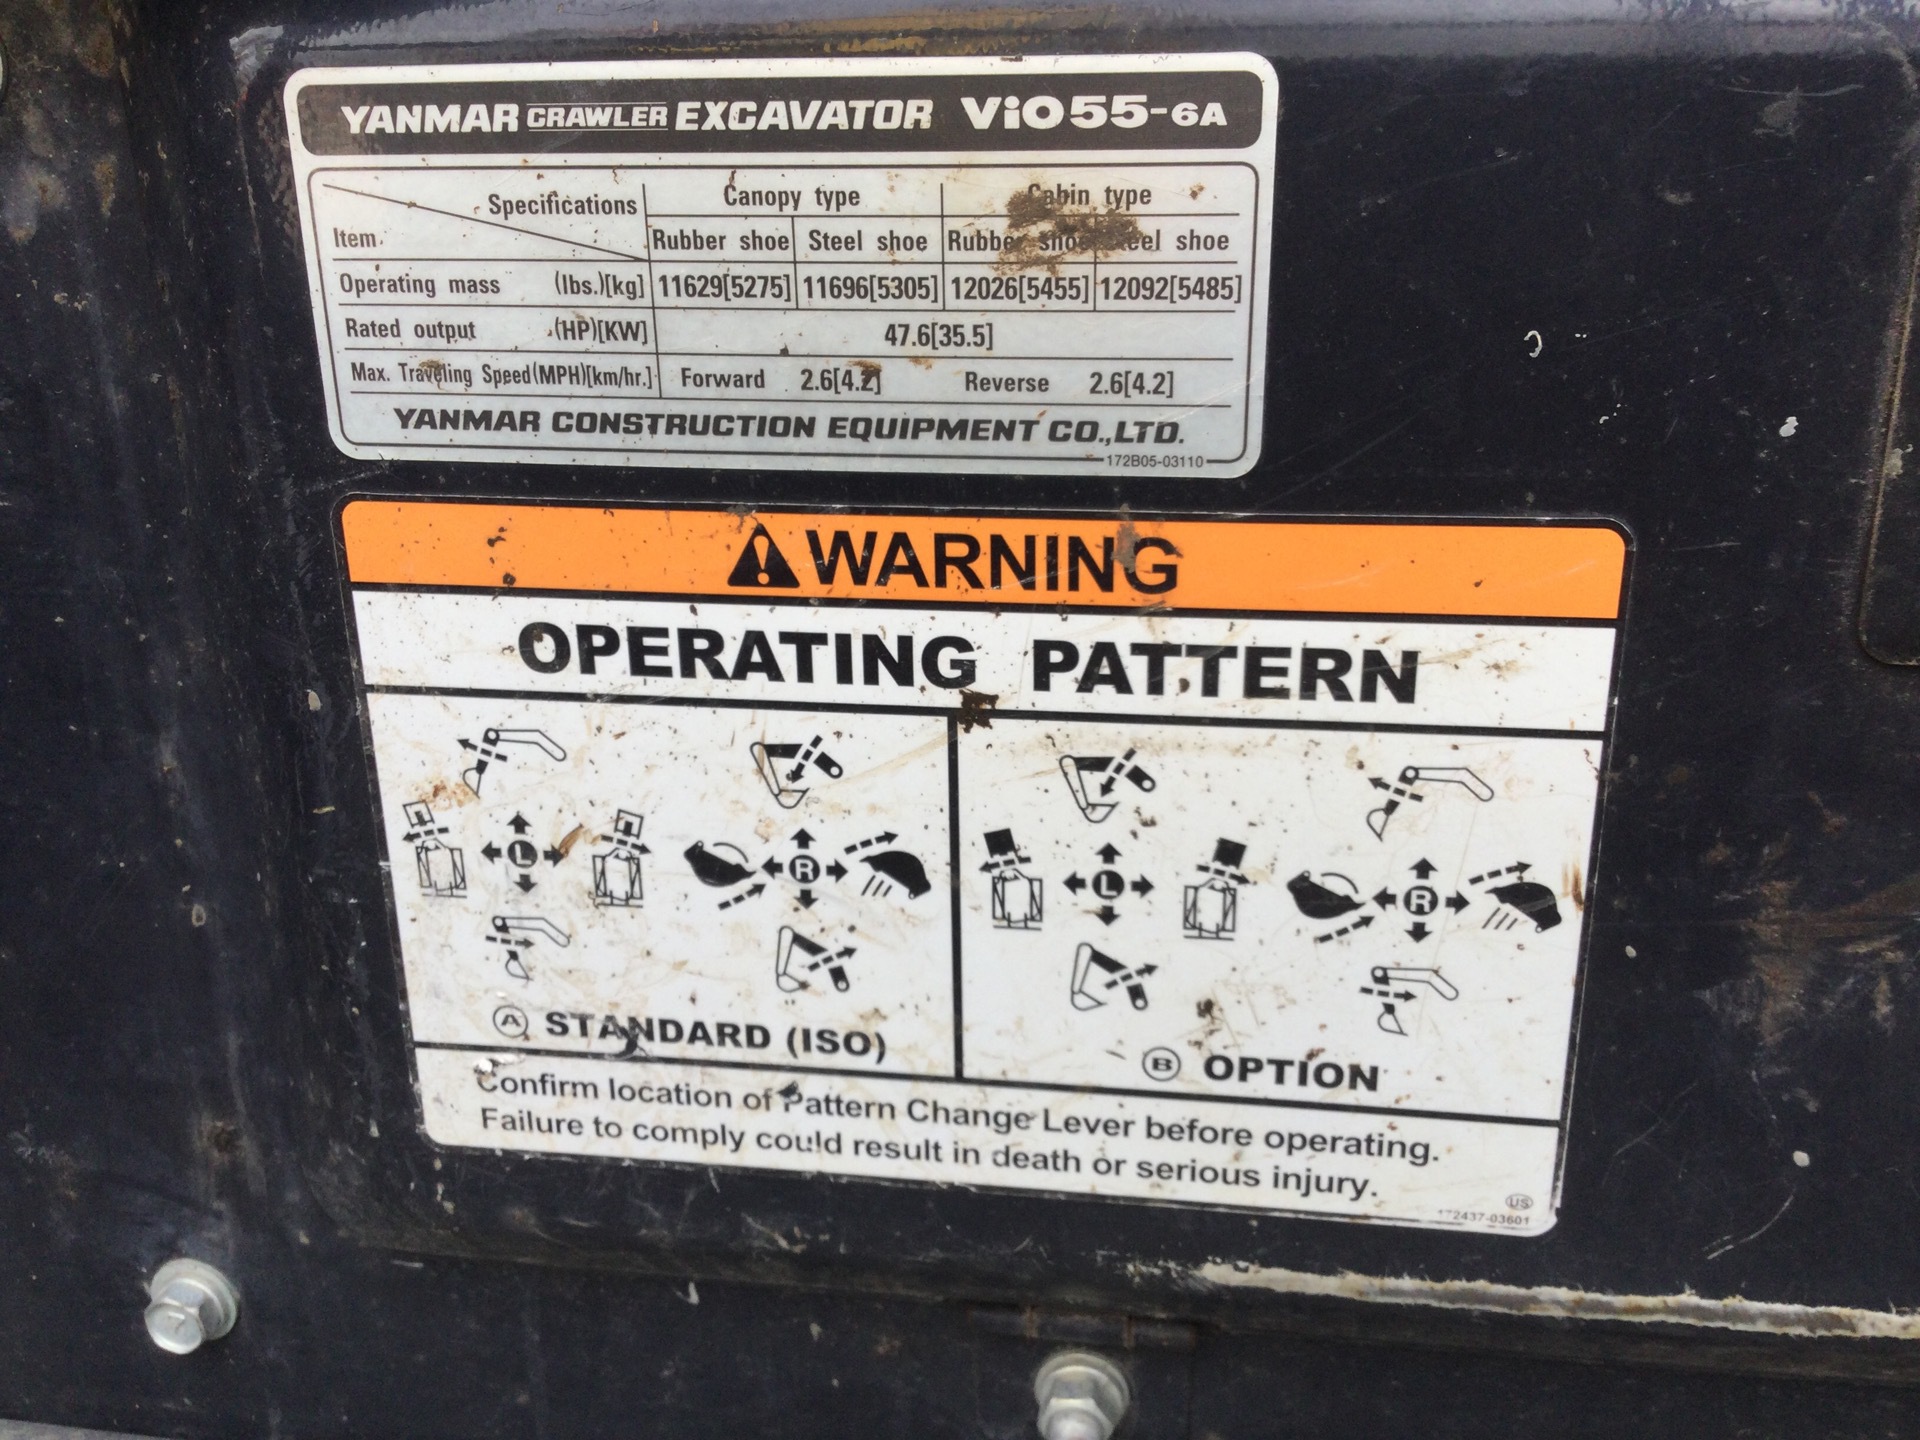 YANMAR CRAWLER EXCAVATOR ViO55-6A
Specifications
Item
Canopy type
Cabin type
Rubber shoe
Steel shoe
Rubber shoe
Steel shoe
Operating mass (lbs.)[kg] 11629[5275] 11696[5305] 12026[5455] 12092[5485]
Rated output (HP)[KW] 47.6[35.5]
Max. Traveling Speed(MPH)[km/hr.] Forward 2.6[4.2] Reverse 2.6[4.2]
YANMAR CONSTRUCTION EQUIPMENT CO.,LTD.
172B05-03110
WARNING
OPERATING PATTERN
L
R
A STANDARD (ISO)
L
R
B OPTION
Confirm location of Pattern Change Lever before operating.
Failure to comply could result in death or serious injury.
US
172437-03601